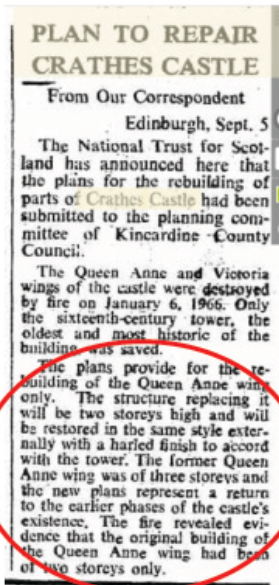 PLAN TO REPAIR
CRATHES CASTLE
From Our Correspondent
Edinburgh, Sept. 5
The National Trust for Scot-
land has announced here that
the plans for the rebuilding of
parts of Crathes Castle had been
submitted to the planning com-
mittee of Kincardine County
Council.
The Queen Anne and Victoria
wings of the castle were destroyed
by fire on January 6, 1966. Only
the sixteenth-century tower, the
oldest and most historic of the
building was saved.
The plans provide for the re-
building of the Queen Anne wing
only. The structure replacing it
will be two storeys high and will
be restored in the same style exter-
nally with a harled finish to accord
with the tower. The former Queen
Anne wing was of three storeys and
the new plans represent a return
to the earlier phases of the castle's
existence. The fire revealed evi-
dence that the original building of
the Queen Anne wing had been
of two storeys only.